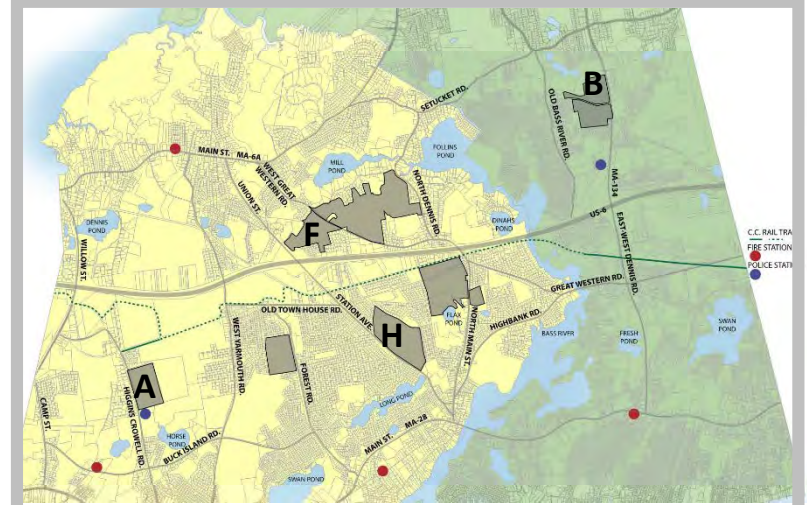 SETUCKET RD.
B
OLD BASS RIVER RD.
MAIN ST. MA-6A
WEST GREAT
WESTERN RD.
MILL
POND
FOLLINS
POND
MA-134
UNION ST.
NORTH DENNIS RD.
DENNIS
POND
F
DINAHS
POND
US-6
WILLOW ST.
EAST-WEST DENNIS RD.
C.C. RAIL TRA
FIRE STATION
POLICE STATI
GREAT WESTERN RD.
OLD TOWN HOUSE RD.
STATION AVE.
FLAX
POND
HIGHBANK RD.
NORTH MAIN ST.
H
BASS RIVER
FRESH
POND
SWAN
POND
WEST YARMOUTH RD.
FOREST RD.
A
HIGGINS CROWELL RD.
CAMP ST.
LONG POND
HORSE
POND
BUCK ISLAND RD.
MAIN ST. MA-28
SWAN POND